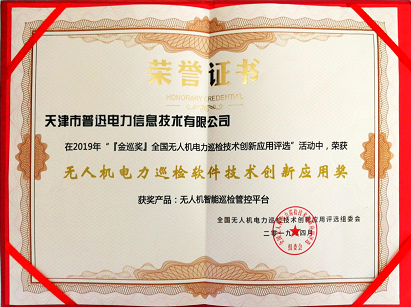 荣誉证书
HONORARY CREDENTIAL
天津市普迅电力信息技术有限公司
在2019年“『金巡奖』全国无人机电力巡检技术创新应用评选”活动中，荣获
无人机电力巡检软件技术创新应用奖
获奖产品：无人机智能巡检管控平台
全国无人机电力巡检技术创新应用评选组委会
二零一九年四月
组委会